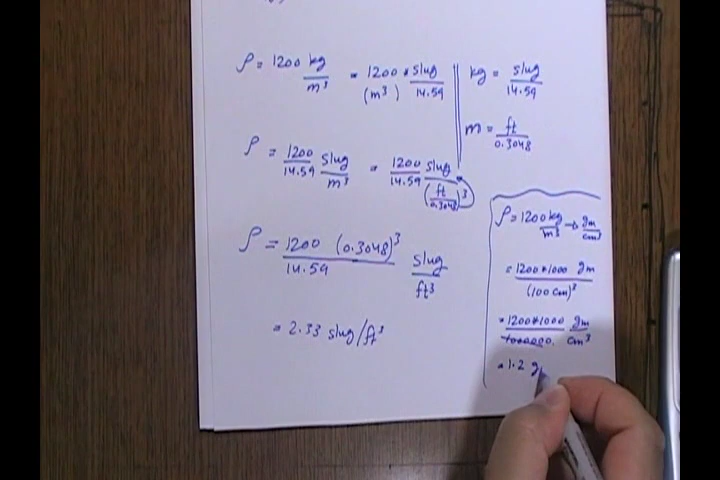 ρ = 1200 kg/m³ = 1200 * slug/(m³) 14.59
kg = slug/14.59
m = ft/0.3048
ρ = 1200/14.59 slug/m³ = 1200/14.59 slug/(ft/0.3048)³
ρ = 1200 (0.3048)³/14.59 slug/ft³
= 2.33 slug/ft³
ρ = 1200 kg/m³ → gm/cm³
= 1200*1000 gm/(100 cm)³
= 1200*1000/1000000 gm/cm³
= 1.2 g